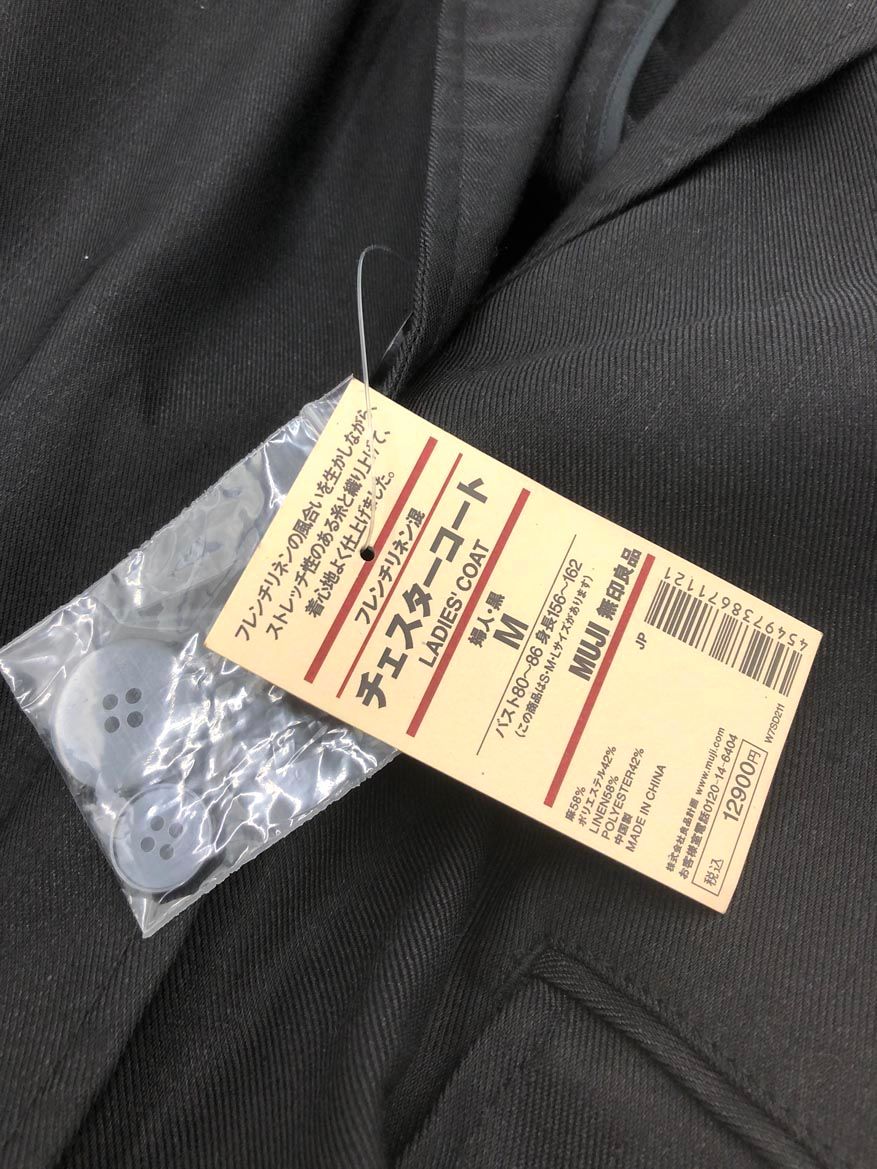 フレンチリネンの風合いを生かしながら、
ストレッチ性のある糸と織り上げて、
着心地よく仕上げました。
フレンチリネン混
チェスターコート
LADIES' COAT
婦人・黒
M
バスト80〜86 身長156〜162
(この商品はS・M・Lサイズがあります)
MUJI 無印良品
JP
4 549738 671121
W7SD211
麻58%
ポリエステル42%
LINEN58%
POLYESTER42%
中国製
MADE IN CHINA
株式会社良品計画 www.muji.com
お客様室電話0120-14-6404
税込 12900円